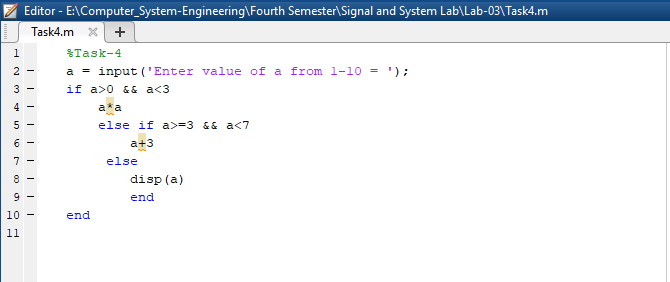 Editor - E:\Computer_System-Engineering\Fourth Semester\Signal and System Lab\Lab-03\Task4.m
Task4.m × +
1 %Task-4
2 – a = input('Enter value of a from 1-10 = ');
3 – if a>0 && a<3
4 – a*a
5 – else if a>=3 && a<7
6 – a+3
7 – else
8 – disp(a)
9 – end
10 – end
11